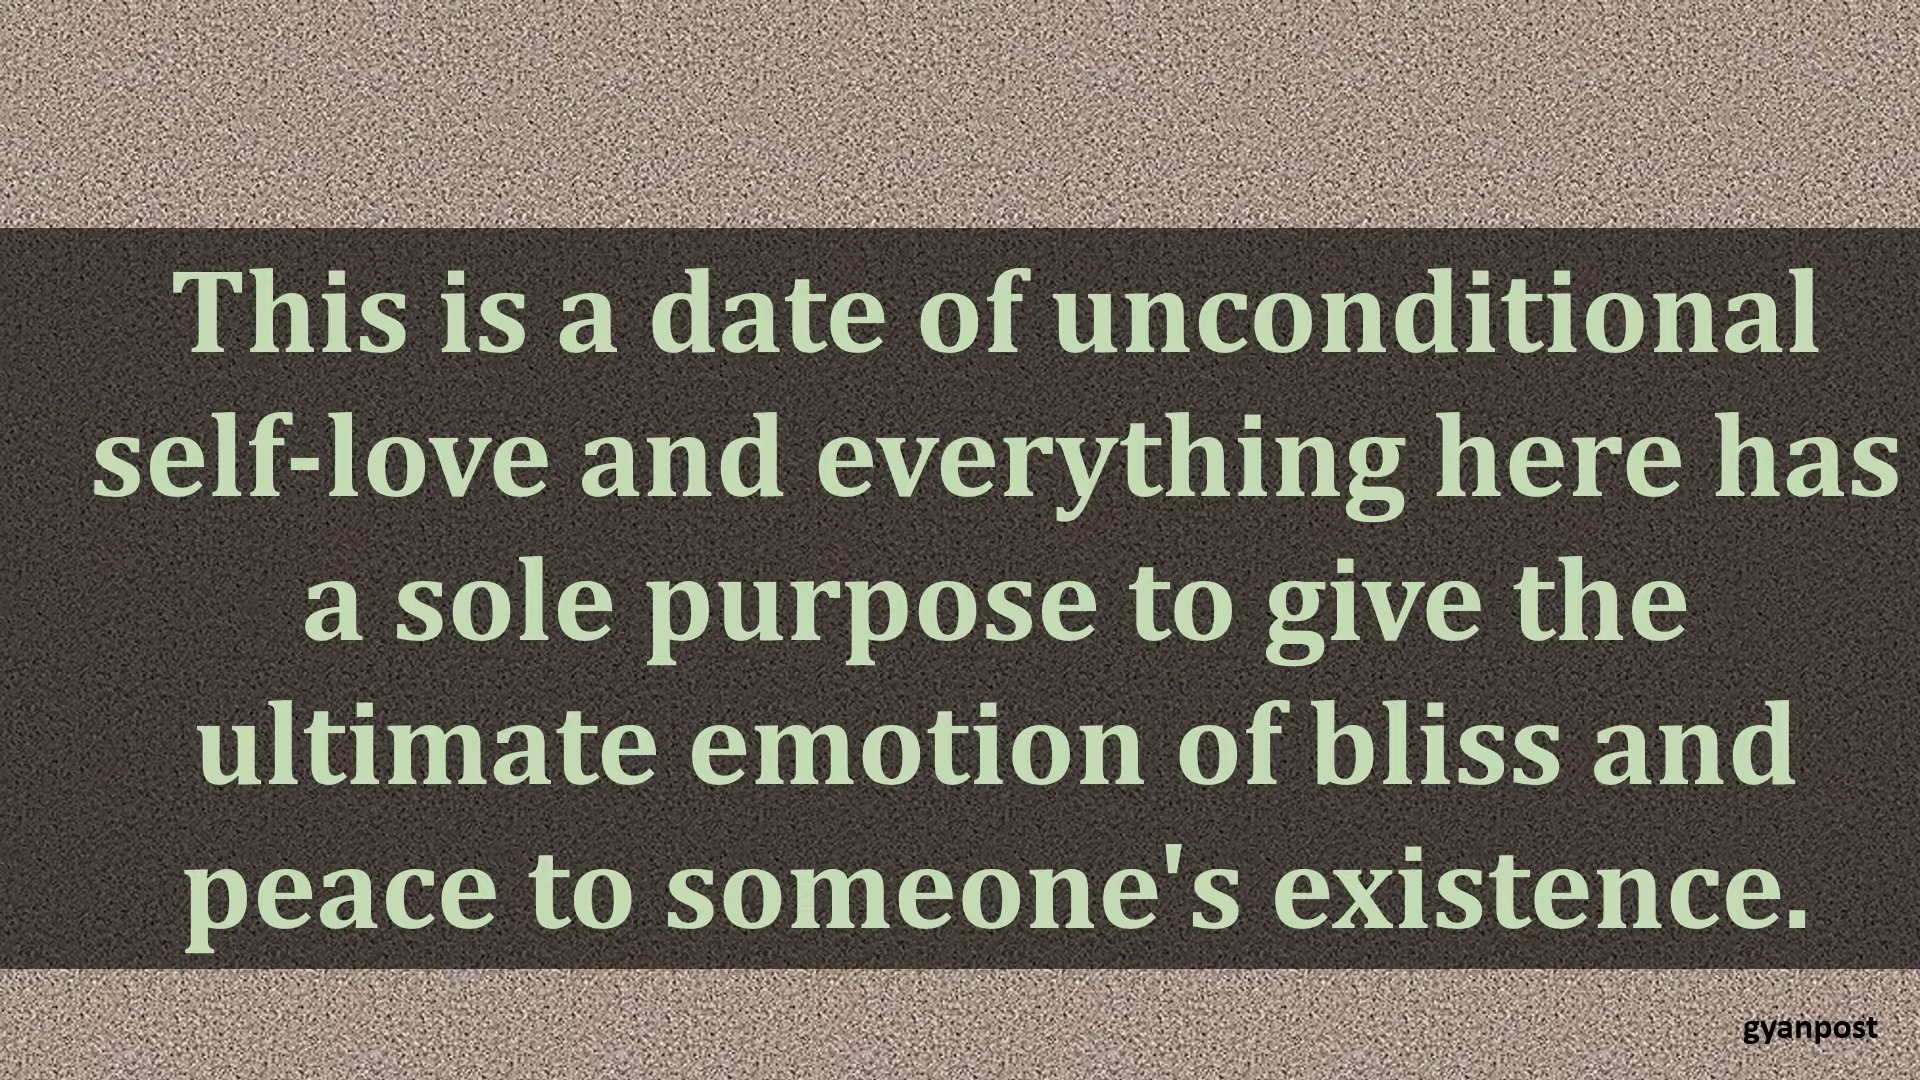 This is a date of unconditional
self-love and everything here has
a sole purpose to give the
ultimate emotion of bliss and
peace to someone's existence.
gyanpost